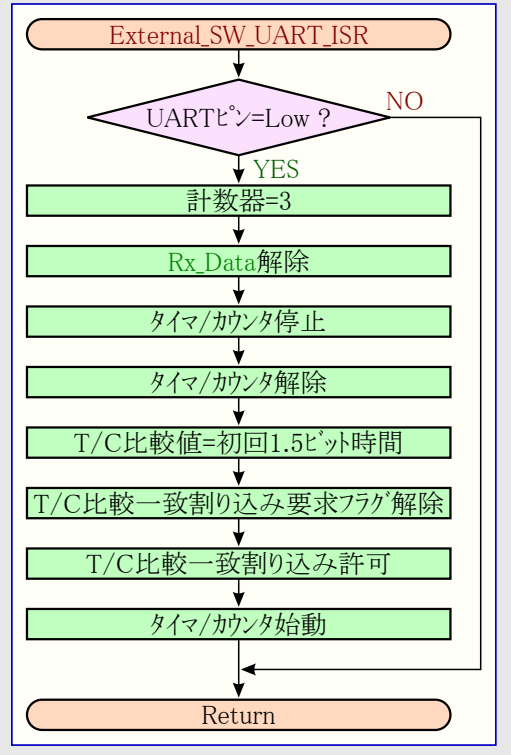 External_SW_UART_ISR
UARTﾋﾟﾝ=Low ?
NO
YES
計数器=3
Rx_Data解除
ﾀｲﾏ/ｶｳﾝﾀ停止
ﾀｲﾏ/ｶｳﾝﾀ解除
T/C比較値=初回1.5ﾋﾞｯﾄ時間
T/C比較一致割り込み要求ﾌﾗｸﾞ解除
T/C比較一致割り込み許可
ﾀｲﾏ/ｶｳﾝﾀ始動
Return